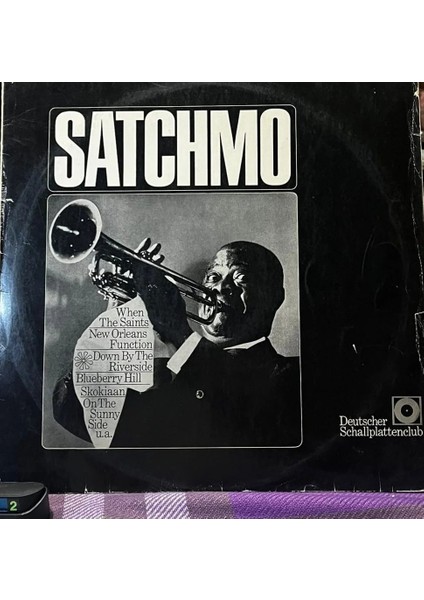 SATCHMO
When
The Saints
New Orleans
Function
Down By The
Riverside
Blueberry Hill
Skokiaan
On The
Sunny
Side
u.a.
Deutscher
Schallplattenclub
2